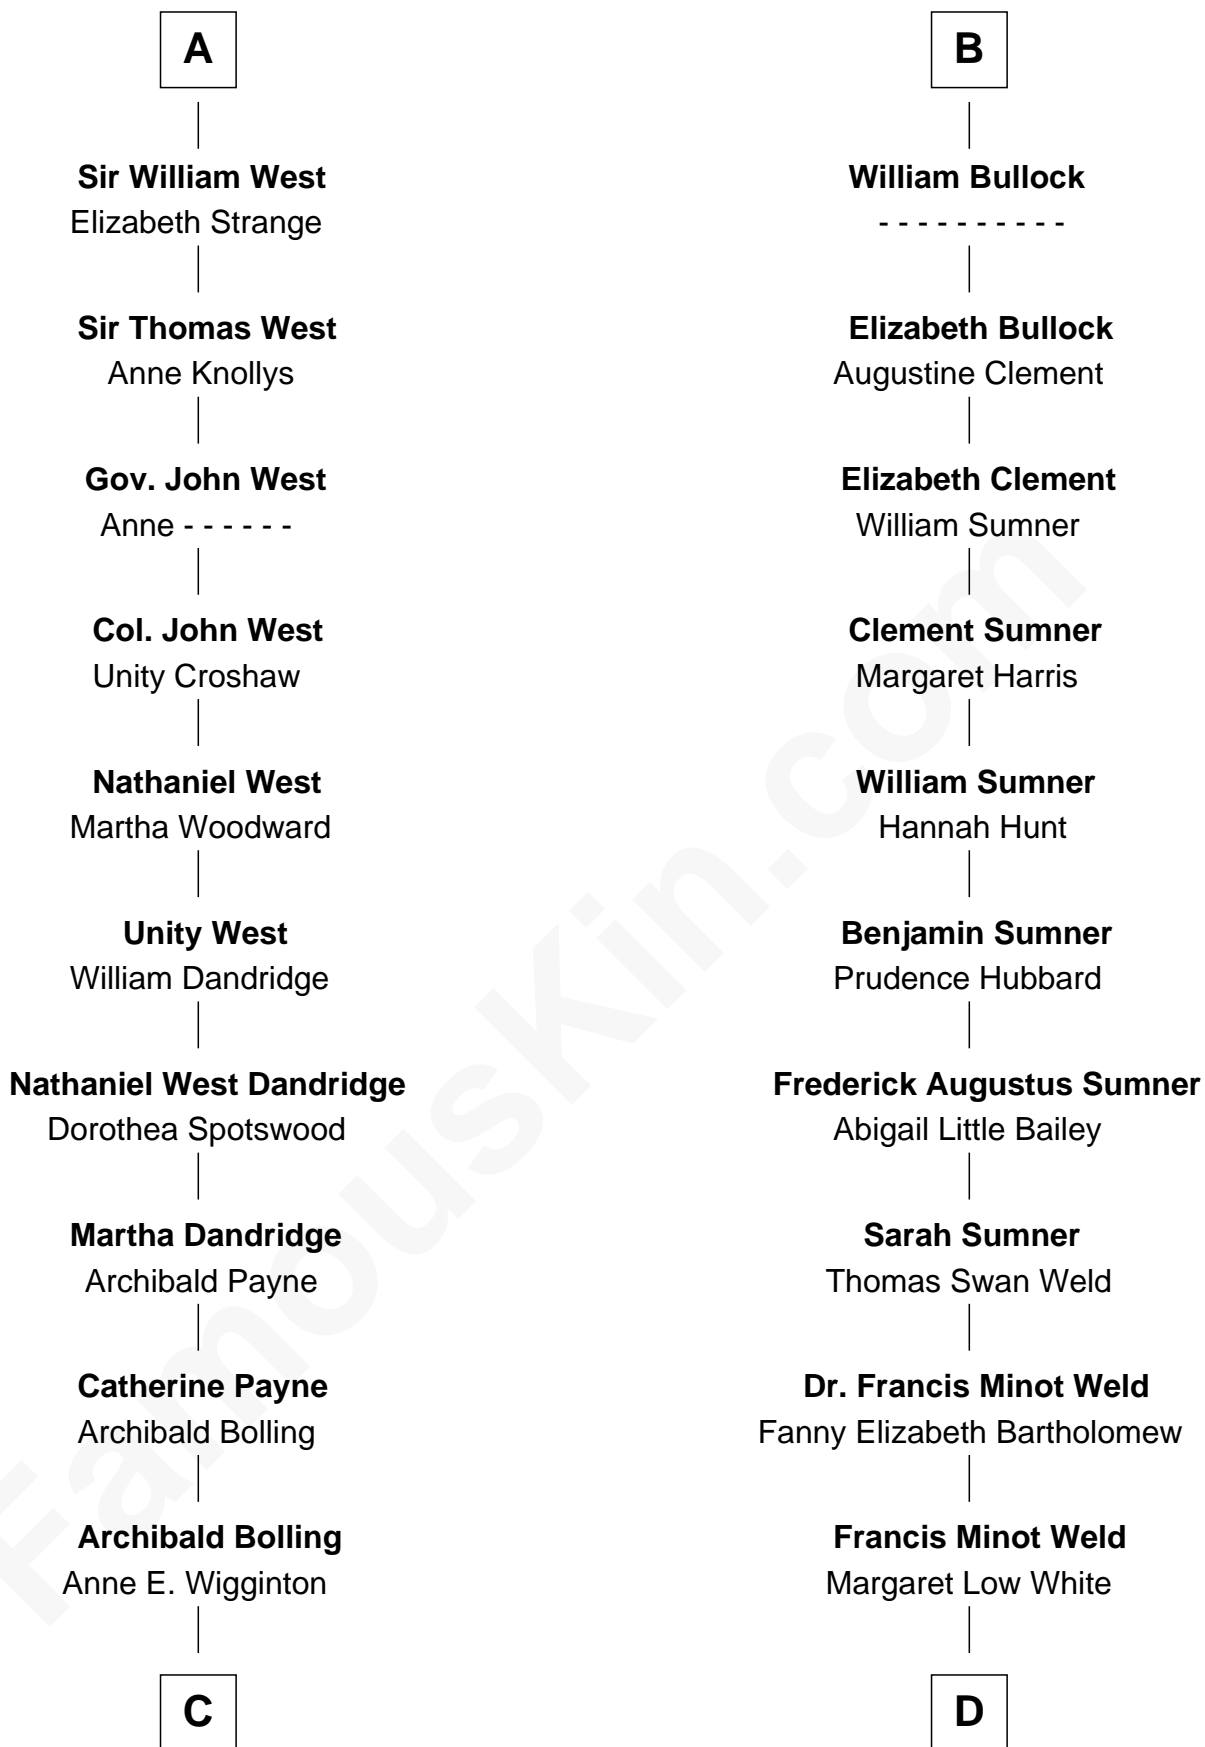 A
Sir William West
Elizabeth Strange
Sir Thomas West
Anne Knollys
Gov. John West
Anne - - - - - -
Col. John West
Unity Croshaw
Nathaniel West
Martha Woodward
Unity West
William Dandridge
Nathaniel West Dandridge
Dorothea Spotswood
Martha Dandridge
Archibald Payne
Catherine Payne
Archibald Bolling
Archibald Bolling
Anne E. Wigginton
C
B
William Bullock
- - - - - - - - - -
Elizabeth Bullock
Augustine Clement
Elizabeth Clement
William Sumner
Clement Sumner
Margaret Harris
William Sumner
Hannah Hunt
Benjamin Sumner
Prudence Hubbard
Frederick Augustus Sumner
Abigail Little Bailey
Sarah Sumner
Thomas Swan Weld
Dr. Francis Minot Weld
Fanny Elizabeth Bartholomew
Francis Minot Weld
Margaret Low White
D
FamousKin.com